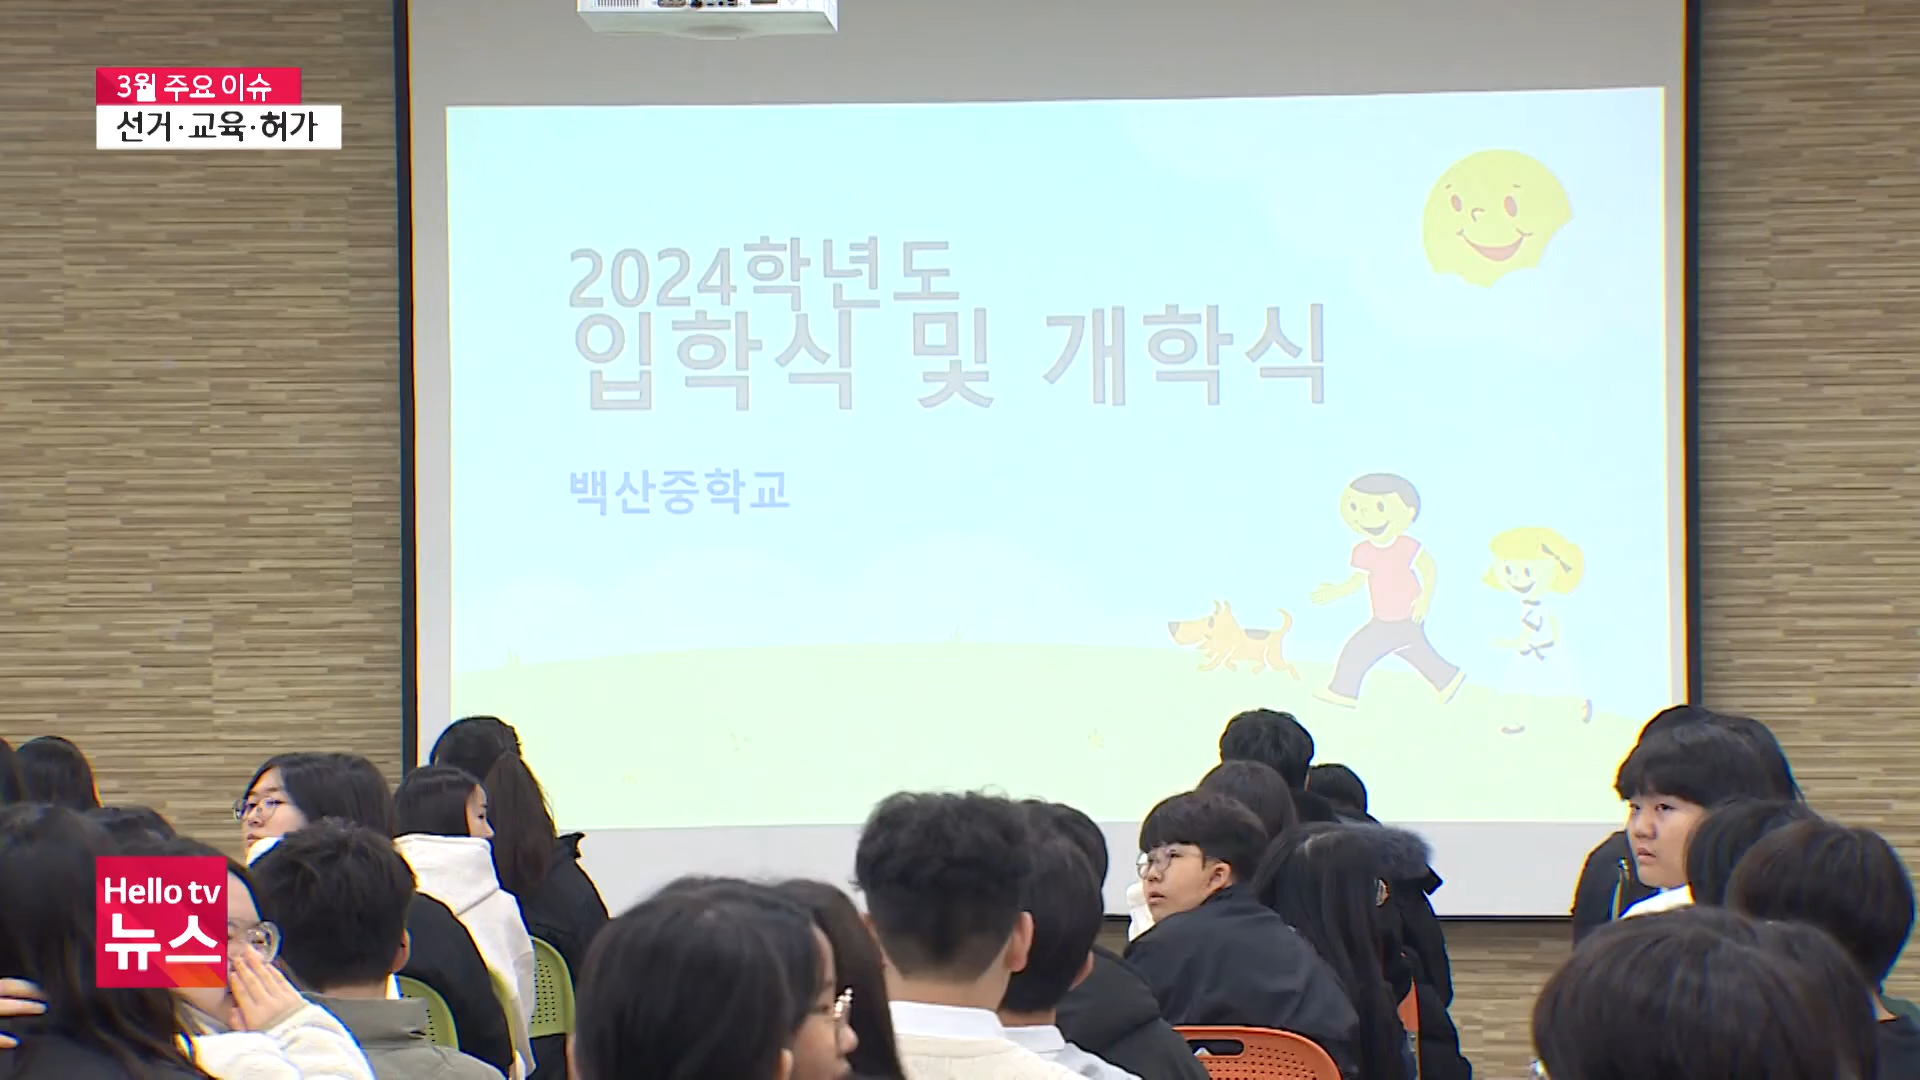 3월 주요 이슈
선거·교육·허가
2024학년도
입학식 및 개학식
백산중학교
Hello tv
뉴스